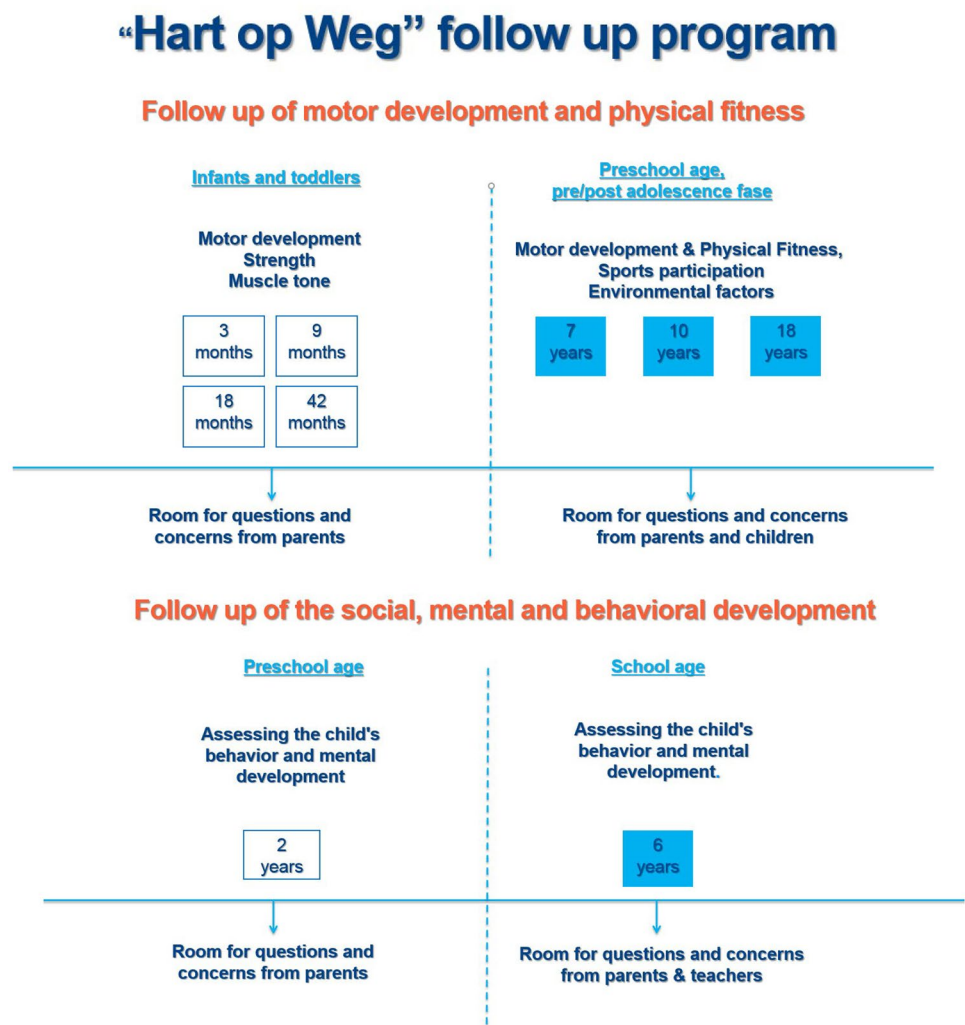 “Hart op Weg” follow up program
Follow up of motor development and physical fitness
Infants and toddlers
Motor development
Strength
Muscle tone
3
months
9
months
18
months
42
months
Room for questions and
concerns from parents
Preschool age,
pre/post adolescence fase
Motor development & Physical Fitness,
Sports participation
Environmental factors
7
years
10
years
18
years
Room for questions and concerns
from parents and children
Follow up of the social, mental and behavioral development
Preschool age
Assessing the child's
behavior and mental
development
2
years
Room for questions and
concerns from parents
School age
Assessing the child's
behavior and mental
development.
6
years
Room for questions and concerns
from parents & teachers